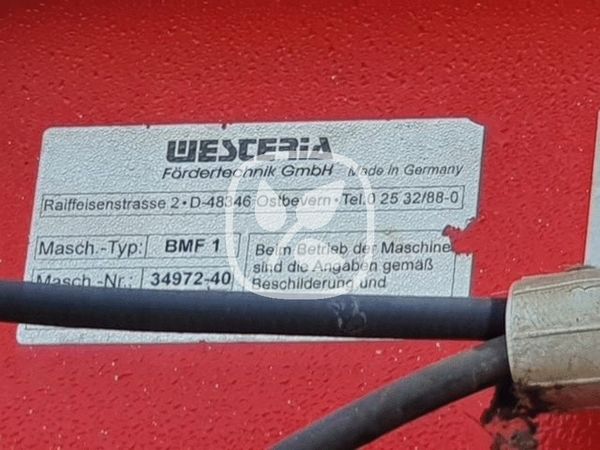 WESTERIA
Fördertechnik GmbH Made in Germany
Raiffeisenstrasse 2 • D-48346 Ostbevern • Tel.0 25 32/88-0
Masch.-Typ: BMF 1
Masch.-Nr.: 34972-40
Beim Betrieb der Maschine
sind die Angaben gemäß
Beschilderung und